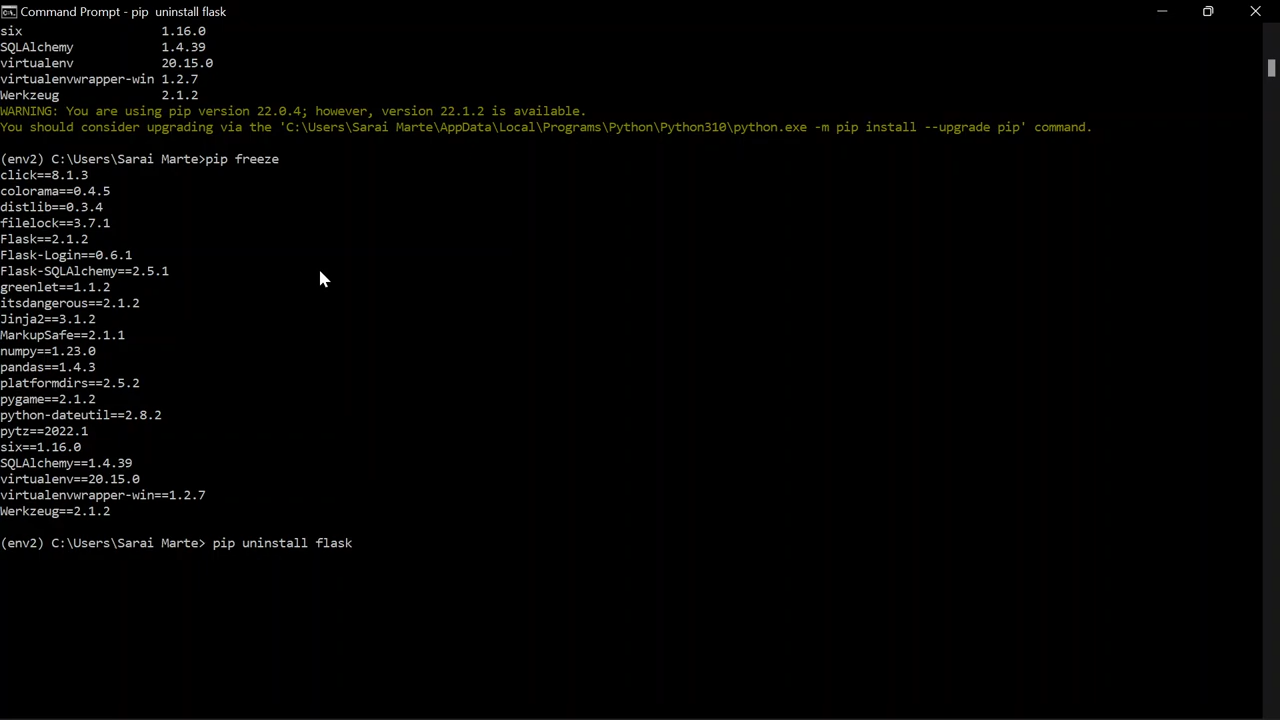 Command Prompt - pip  uninstall flask
six                    1.16.0
SQLAlchemy             1.4.39
virtualenv             20.15.0
virtualenvwrapper-win 1.2.7
Werkzeug               2.1.2
WARNING: You are using pip version 22.0.4; however, version 22.1.2 is available.
You should consider upgrading via the 'C:\Users\Sarai Marte\AppData\Local\Programs\Python\Python310\python.exe -m pip install --upgrade pip' command.
(env2) C:\Users\Sarai Marte>pip freeze
click==8.1.3
colorama==0.4.5
distlib==0.3.4
filelock==3.7.1
Flask==2.1.2
Flask-Login==0.6.1
Flask-SQLAlchemy==2.5.1
greenlet==1.1.2
itsdangerous==2.1.2
Jinja2==3.1.2
MarkupSafe==2.1.1
numpy==1.23.0
pandas==1.4.3
platformdirs==2.5.2
pygame==2.1.2
python-dateutil==2.8.2
pytz==2022.1
six==1.16.0
SQLAlchemy==1.4.39
virtualenv==20.15.0
virtualenvwrapper-win==1.2.7
Werkzeug==2.1.2
(env2) C:\Users\Sarai Marte> pip uninstall flask